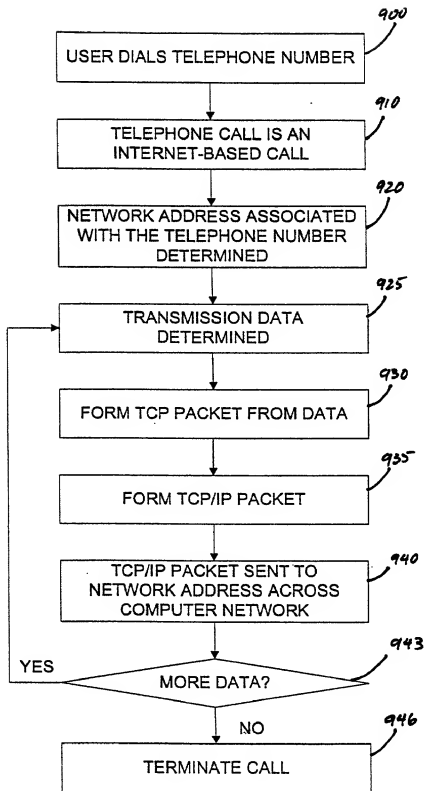 900
USER DIALS TELEPHONE NUMBER
910
TELEPHONE CALL IS AN
INTERNET-BASED CALL
920
NETWORK ADDRESS ASSOCIATED
WITH THE TELEPHONE NUMBER
DETERMINED
925
TRANSMISSION DATA
DETERMINED
930
FORM TCP PACKET FROM DATA
935
FORM TCP/IP PACKET
940
TCP/IP PACKET SENT TO
NETWORK ADDRESS ACROSS
COMPUTER NETWORK
943
YES
MORE DATA?
NO
946
TERMINATE CALL